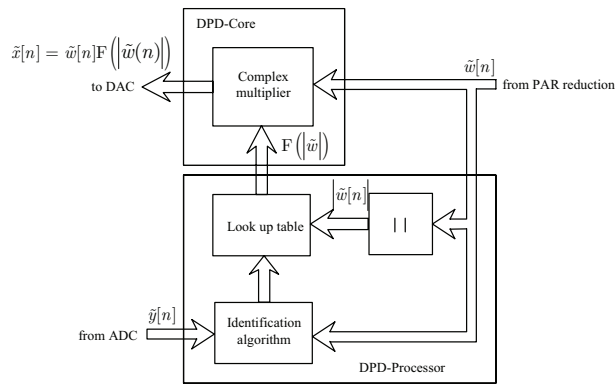 DPD-Core
x̃[n] = w̃[n]F(|w̃(n)|)
to DAC
Complex
multiplier
w̃[n]
from PAR reduction
F(|w̃|)
Look up table
|w̃[n]|
| |
ỹ[n]
from ADC
Identification
algorithm
DPD-Processor